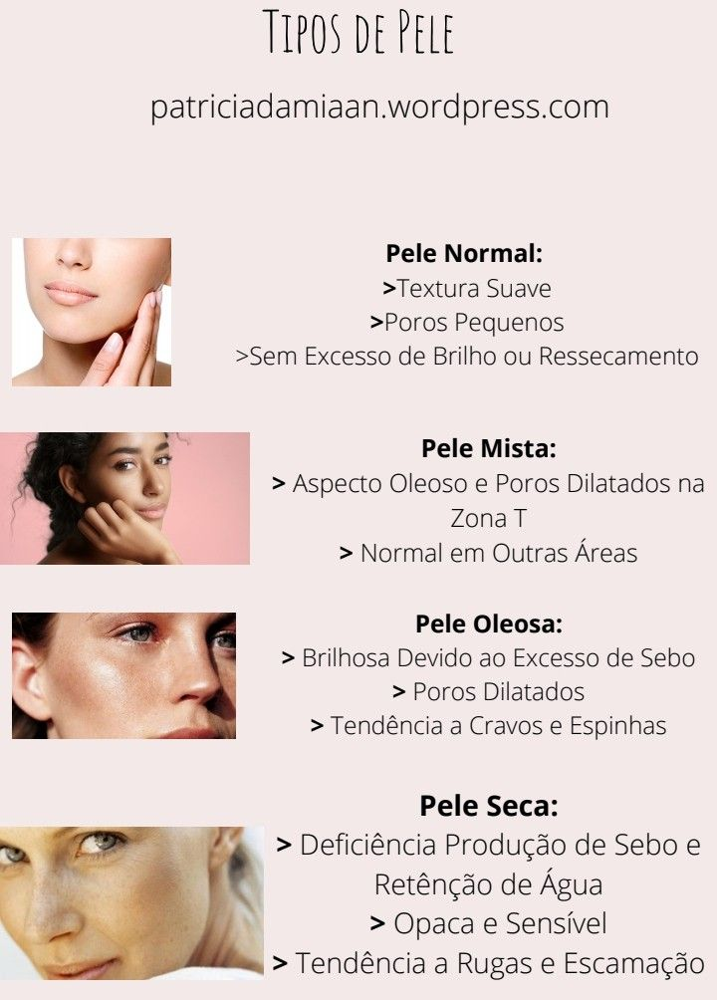 Tipos de Pele
patriciadamiaan.wordpress.com
Pele Normal:
>Textura Suave
>Poros Pequenos
>Sem Excesso de Brilho ou Ressecamento
Pele Mista:
> Aspecto Oleoso e Poros Dilatados na
Zona T
> Normal em Outras Áreas
Pele Oleosa:
> Brilhosa Devido ao Excesso de Sebo
> Poros Dilatados
> Tendência a Cravos e Espinhas
Pele Seca:
> Deficiência Produção de Sebo e
Retênção de Água
> Opaca e Sensível
> Tendência a Rugas e Escamação